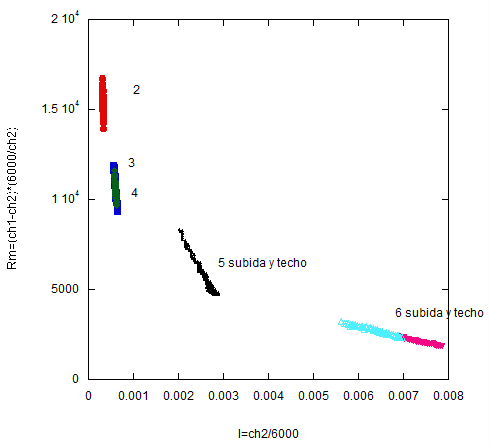 2 10⁴
1.5 10⁴
1 10⁴
5000
0
Rm=(ch1-ch2)*(6000/ch2)
2
3
4
5 subida y techo
6 subida y techo
0 0.001 0.002 0.003 0.004 0.005 0.006 0.007 0.008
I=ch2/6000